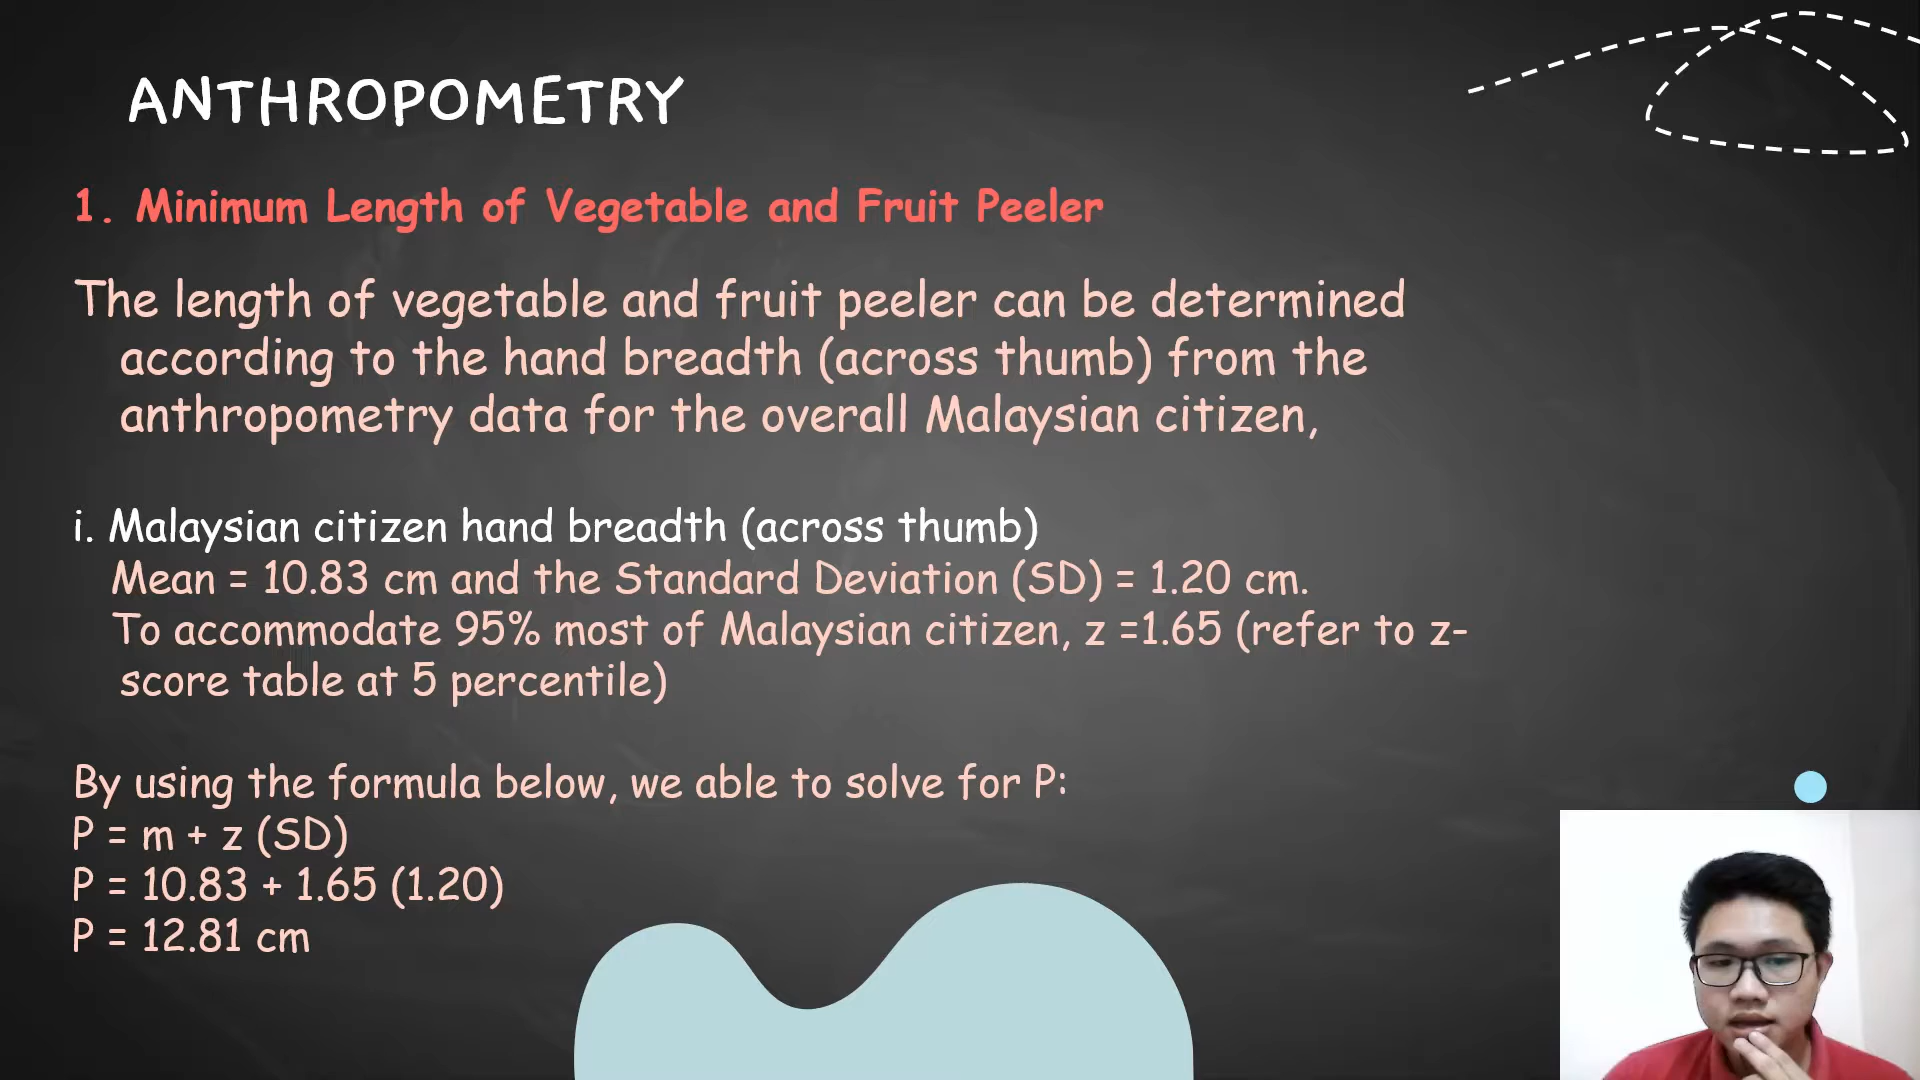 ANTHROPOMETRY
1. Minimum Length of Vegetable and Fruit Peeler
The length of vegetable and fruit peeler can be determined
according to the hand breadth (across thumb) from the
anthropometry data for the overall Malaysian citizen,
i. Malaysian citizen hand breadth (across thumb)
Mean = 10.83 cm and the Standard Deviation (SD) = 1.20 cm.
To accommodate 95% most of Malaysian citizen, z =1.65 (refer to z-
score table at 5 percentile)
By using the formula below, we able to solve for P:
P = m + z (SD)
P = 10.83 + 1.65 (1.20)
P = 12.81 cm